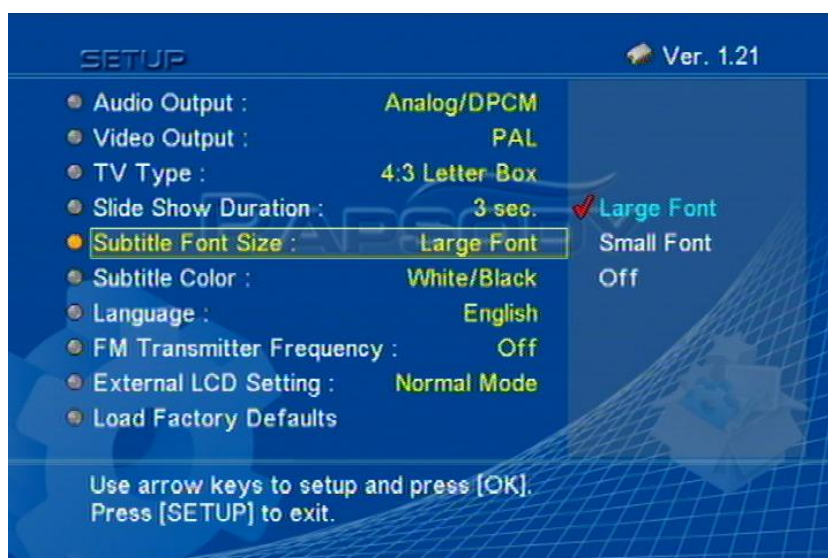 SETUP
Ver. 1.21
Audio Output : Analog/DPCM
Video Output : PAL
TV Type : 4:3 Letter Box
Slide Show Duration : 3 sec.
Subtitle Font Size : Large Font
Subtitle Color : White/Black
Language : English
FM Transmitter Frequency : Off
External LCD Setting : Normal Mode
Load Factory Defaults
Large Font
Small Font
Off
Use arrow keys to setup and press [OK].
Press [SETUP] to exit.